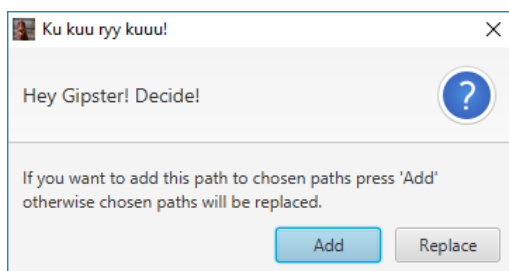 Ku kuu ryy kuuu!
Hey Gipster! Decide!
?
If you want to add this path to chosen paths press 'Add'
otherwise chosen paths will be replaced.
Add Replace